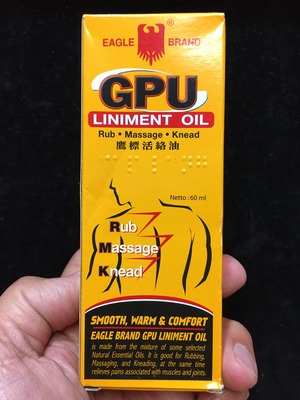 EAGLE BRAND
GPU
LINIMENT OIL
Rub • Massage • Knead
鷹標活絡油
Netto : 60 ml
Rub
Massage
Knead
SMOOTH, WARM & COMFORT
EAGLE BRAND GPU LINIMENT OIL
is made from the mixture of some selected
Natural Essential Oils. It is good for Rubbing,
Massaging, and Kneading, at the same time
relieves pains associated with muscles and joints.